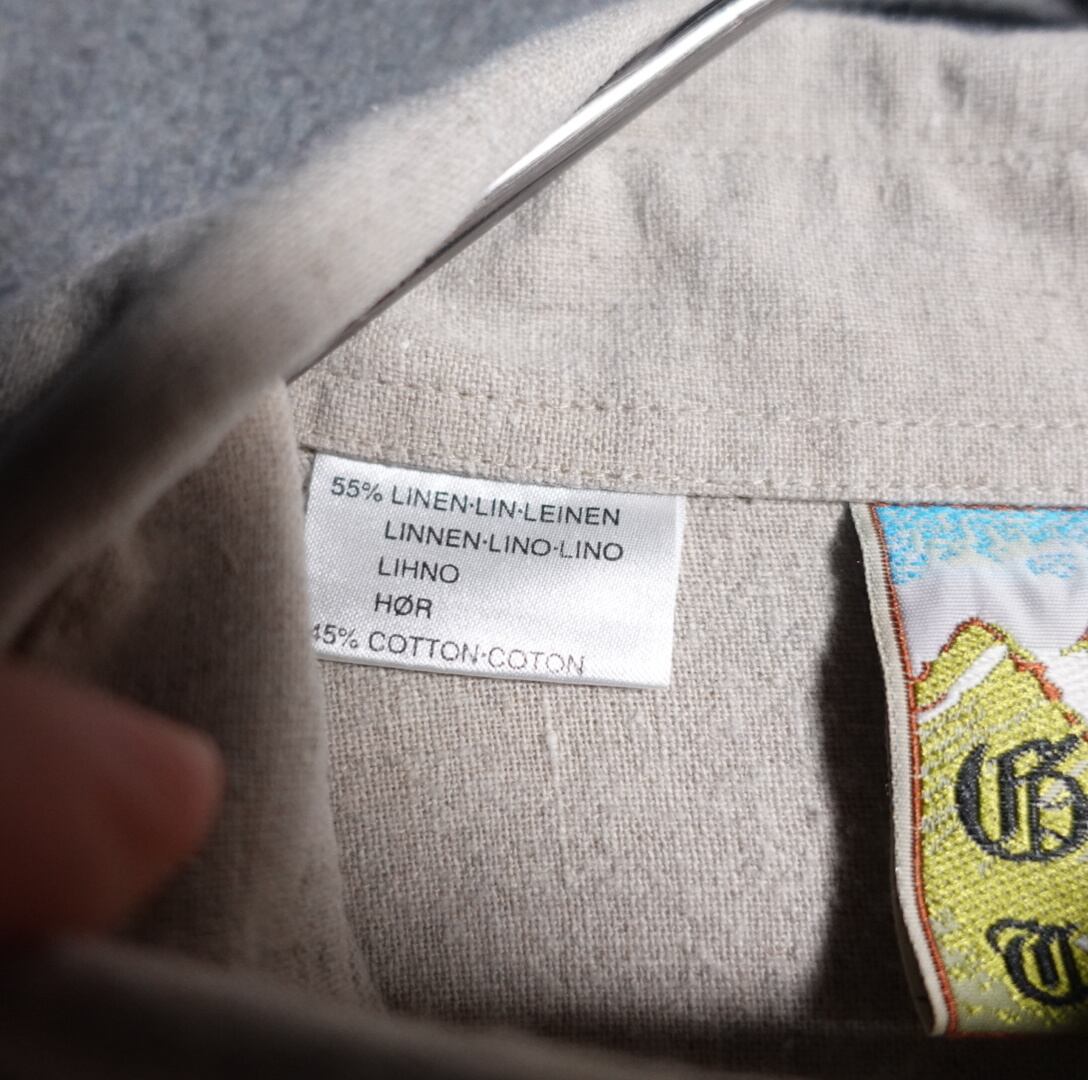 55% LINEN·LIN·LEINEN
LINNEN·LINO·LINO
LIHNO
HØR
45% COTTON·COTON
G